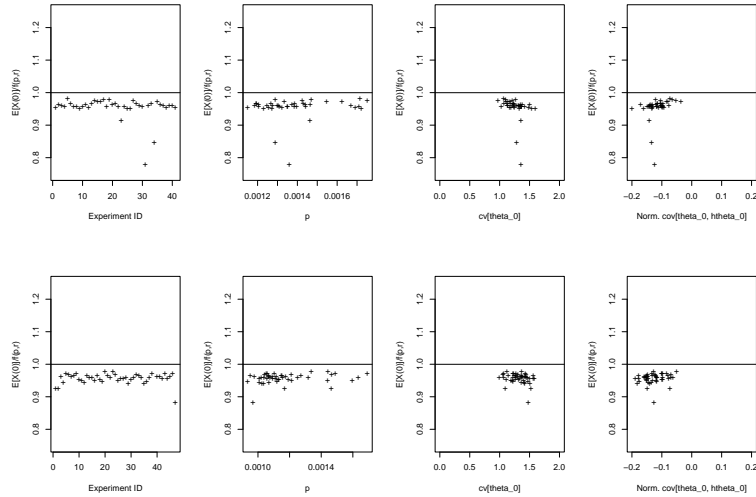 E[X(0)]/f(p,r)
0.8 0.9 1.0 1.1 1.2
0 10 20 30 40
Experiment ID
E[X(0)]/f(p,r)
0.8 0.9 1.0 1.1 1.2
0.0012 0.0014 0.0016
p
E[X(0)]/f(p,r)
0.8 0.9 1.0 1.1 1.2
0.0 0.5 1.0 1.5 2.0
cv[theta_0]
E[X(0)]/f(p,r)
0.8 0.9 1.0 1.1 1.2
−0.2 −0.1 0.0 0.1 0.2
Norm. cov[theta_0, htheta_0]
E[X(0)]/f(p,r)
0.8 0.9 1.0 1.1 1.2
0 10 20 30 40
Experiment ID
E[X(0)]/f(p,r)
0.8 0.9 1.0 1.1 1.2
0.0010 0.0014
p
E[X(0)]/f(p,r)
0.8 0.9 1.0 1.1 1.2
0.0 0.5 1.0 1.5 2.0
cv[theta_0]
E[X(0)]/f(p,r)
0.8 0.9 1.0 1.1 1.2
−0.2 −0.1 0.0 0.1 0.2
Norm. cov[theta_0, htheta_0]